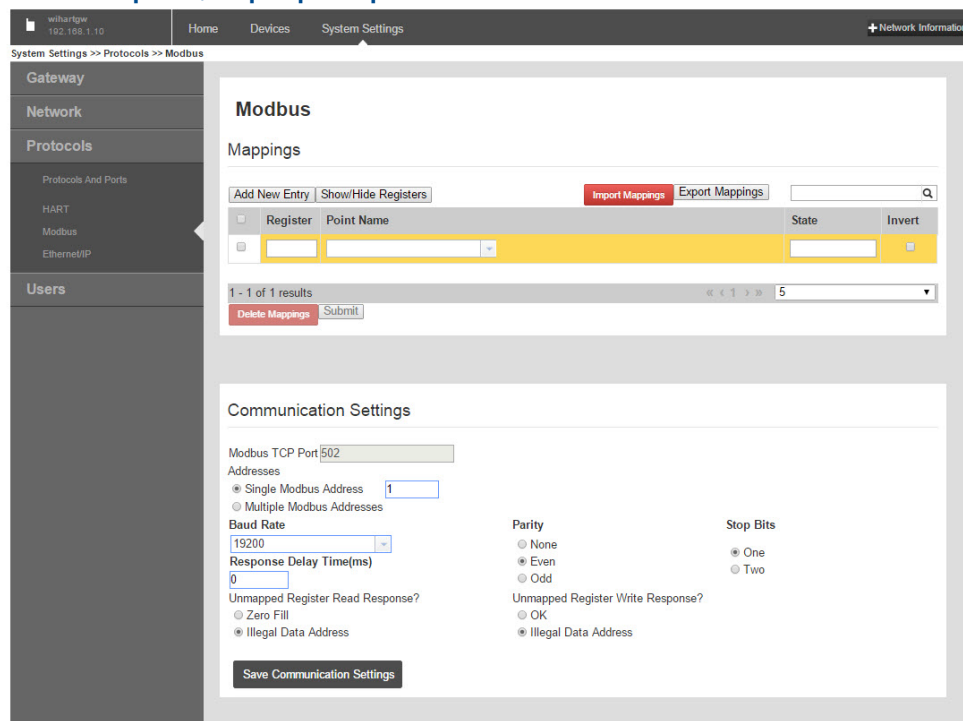 wihartgw
192.168.1.10
Home Devices System Settings
Network Information
System Settings >> Protocols >> Modbus
Gateway
Network
Protocols
Protocols And Ports
HART
Modbus
Ethernet/IP
Users
Modbus
Mappings
Add New Entry Show/Hide Registers Import Mappings Export Mappings
Register Point Name State Invert
1 - 1 of 1 results « ‹ 1 › » 5
Delete Mappings Submit
Communication Settings
Modbus TCP Port 502
Addresses
Single Modbus Address 1
Multiple Modbus Addresses
Baud Rate Parity Stop Bits
19200 None One
Response Delay Time(ms) Even Two
0 Odd
Unmapped Register Read Response? Unmapped Register Write Response?
Zero Fill OK
Illegal Data Address Illegal Data Address
Save Communication Settings